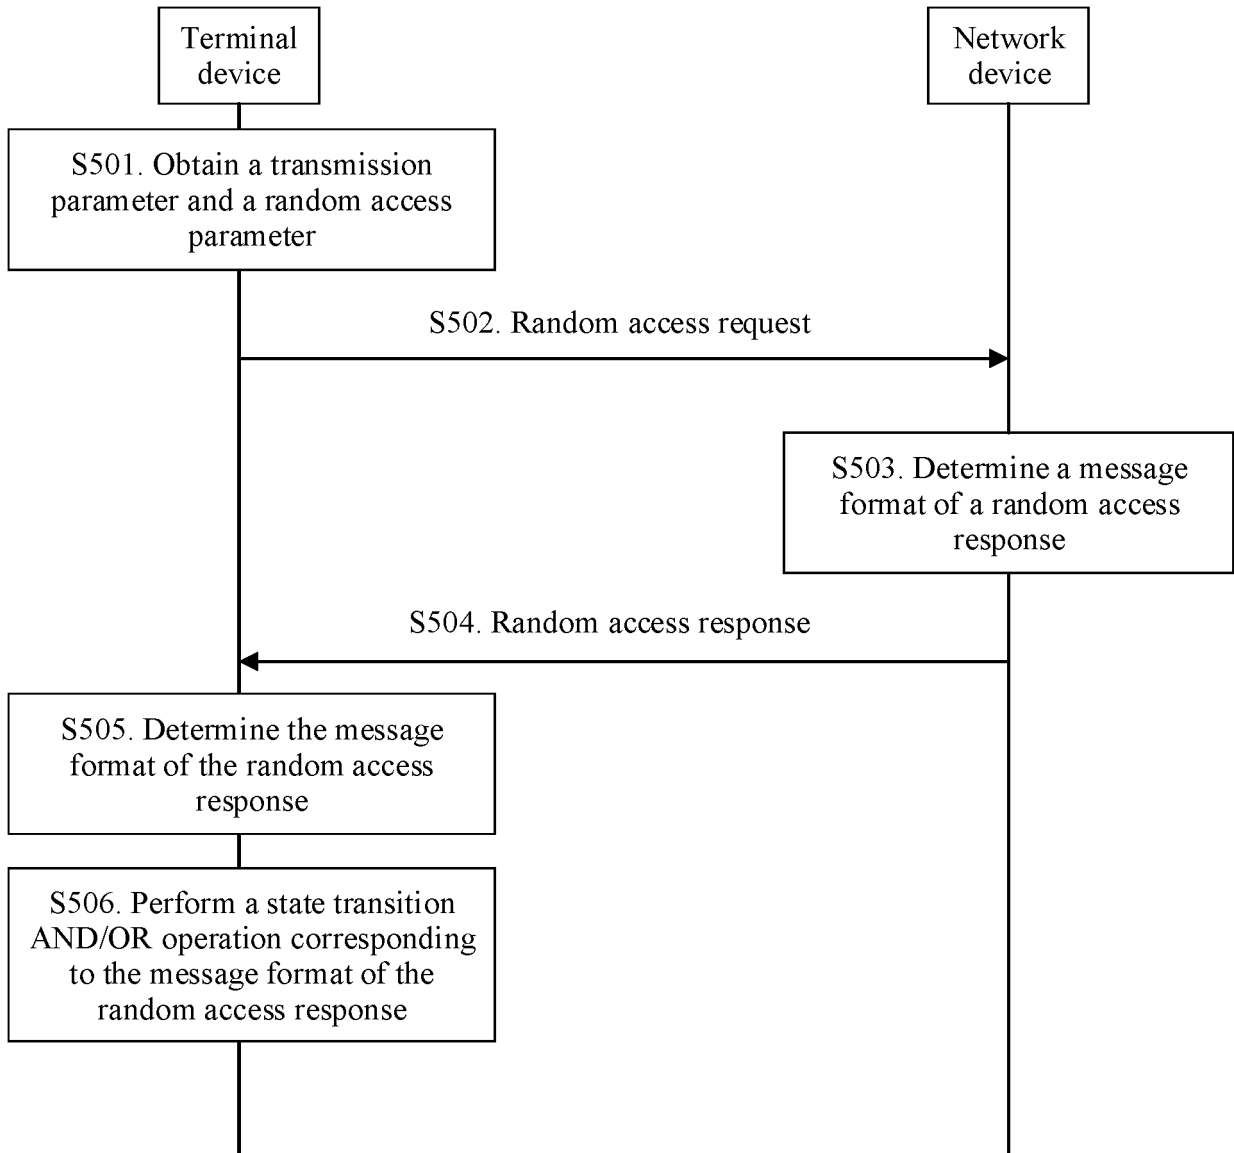 Terminal
device
Network
device
S501. Obtain a transmission
parameter and a random access
parameter
S502. Random access request
S503. Determine a message
format of a random access
response
S504. Random access response
S505. Determine the message
format of the random access
response
S506. Perform a state transition
AND/OR operation corresponding
to the message format of the
random access response